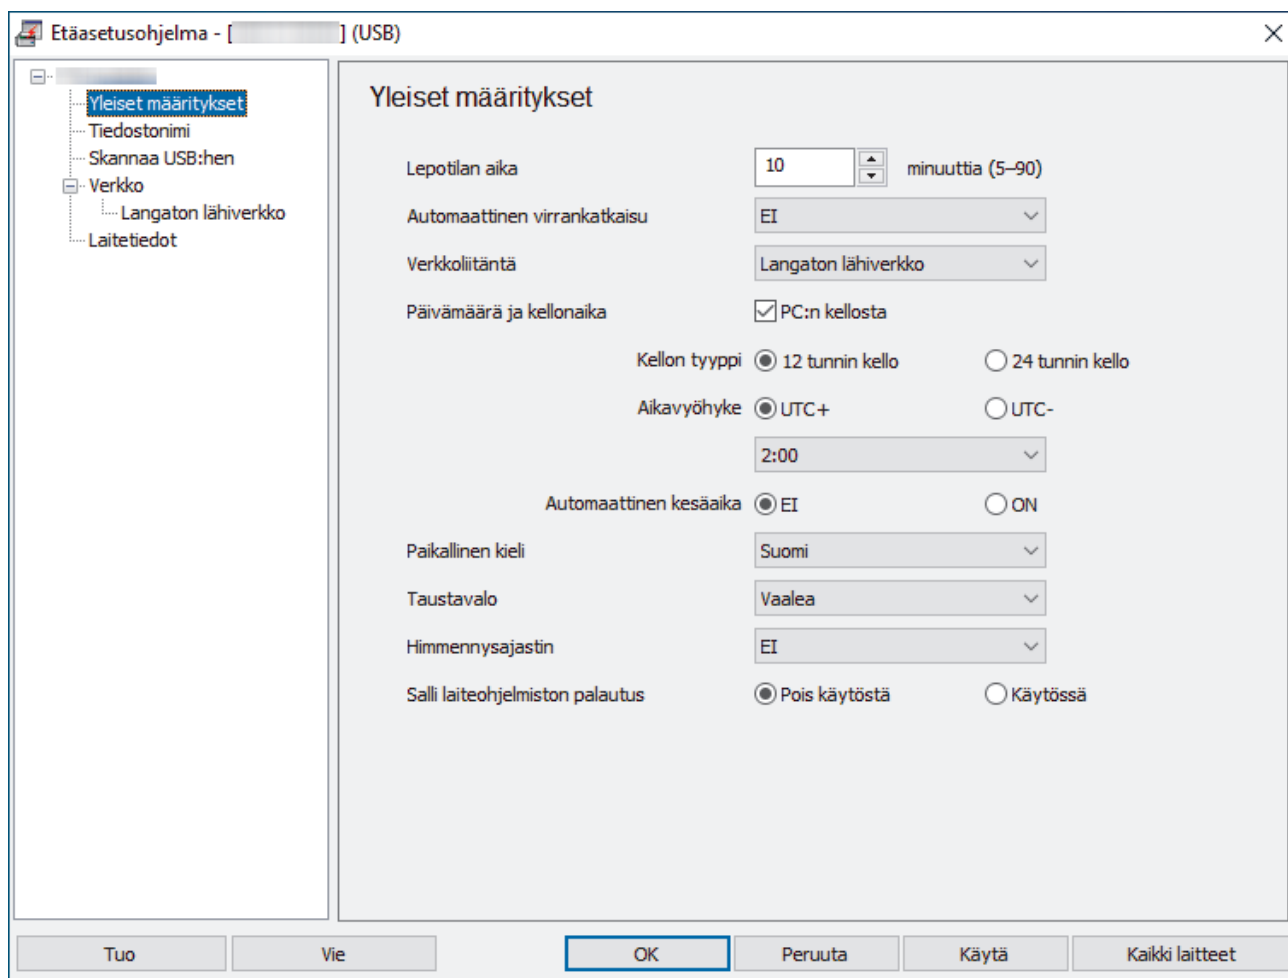 Etäasetusohjelma - [ ] (USB)
Yleiset määritykset
Tiedostonimi
Skannaa USB:hen
Verkko
Langaton lähiverkko
Laitetiedot
Yleiset määritykset
Lepotilan aika 10 minuuttia (5–90)
Automaattinen virrankatkaisu EI
Verkkoliitäntä Langaton lähiverkko
Päivämäärä ja kellonaika PC:n kellosta
Kellon tyyppi 12 tunnin kello 24 tunnin kello
Aikavyöhyke UTC+ UTC-
2:00
Automaattinen kesäaika EI ON
Paikallinen kieli Suomi
Taustavalo Vaalea
Himmennysajastin EI
Salli laiteohjelmiston palautus Pois käytöstä Käytössä
Tuo Vie OK Peruuta Käytä Kaikki laitteet